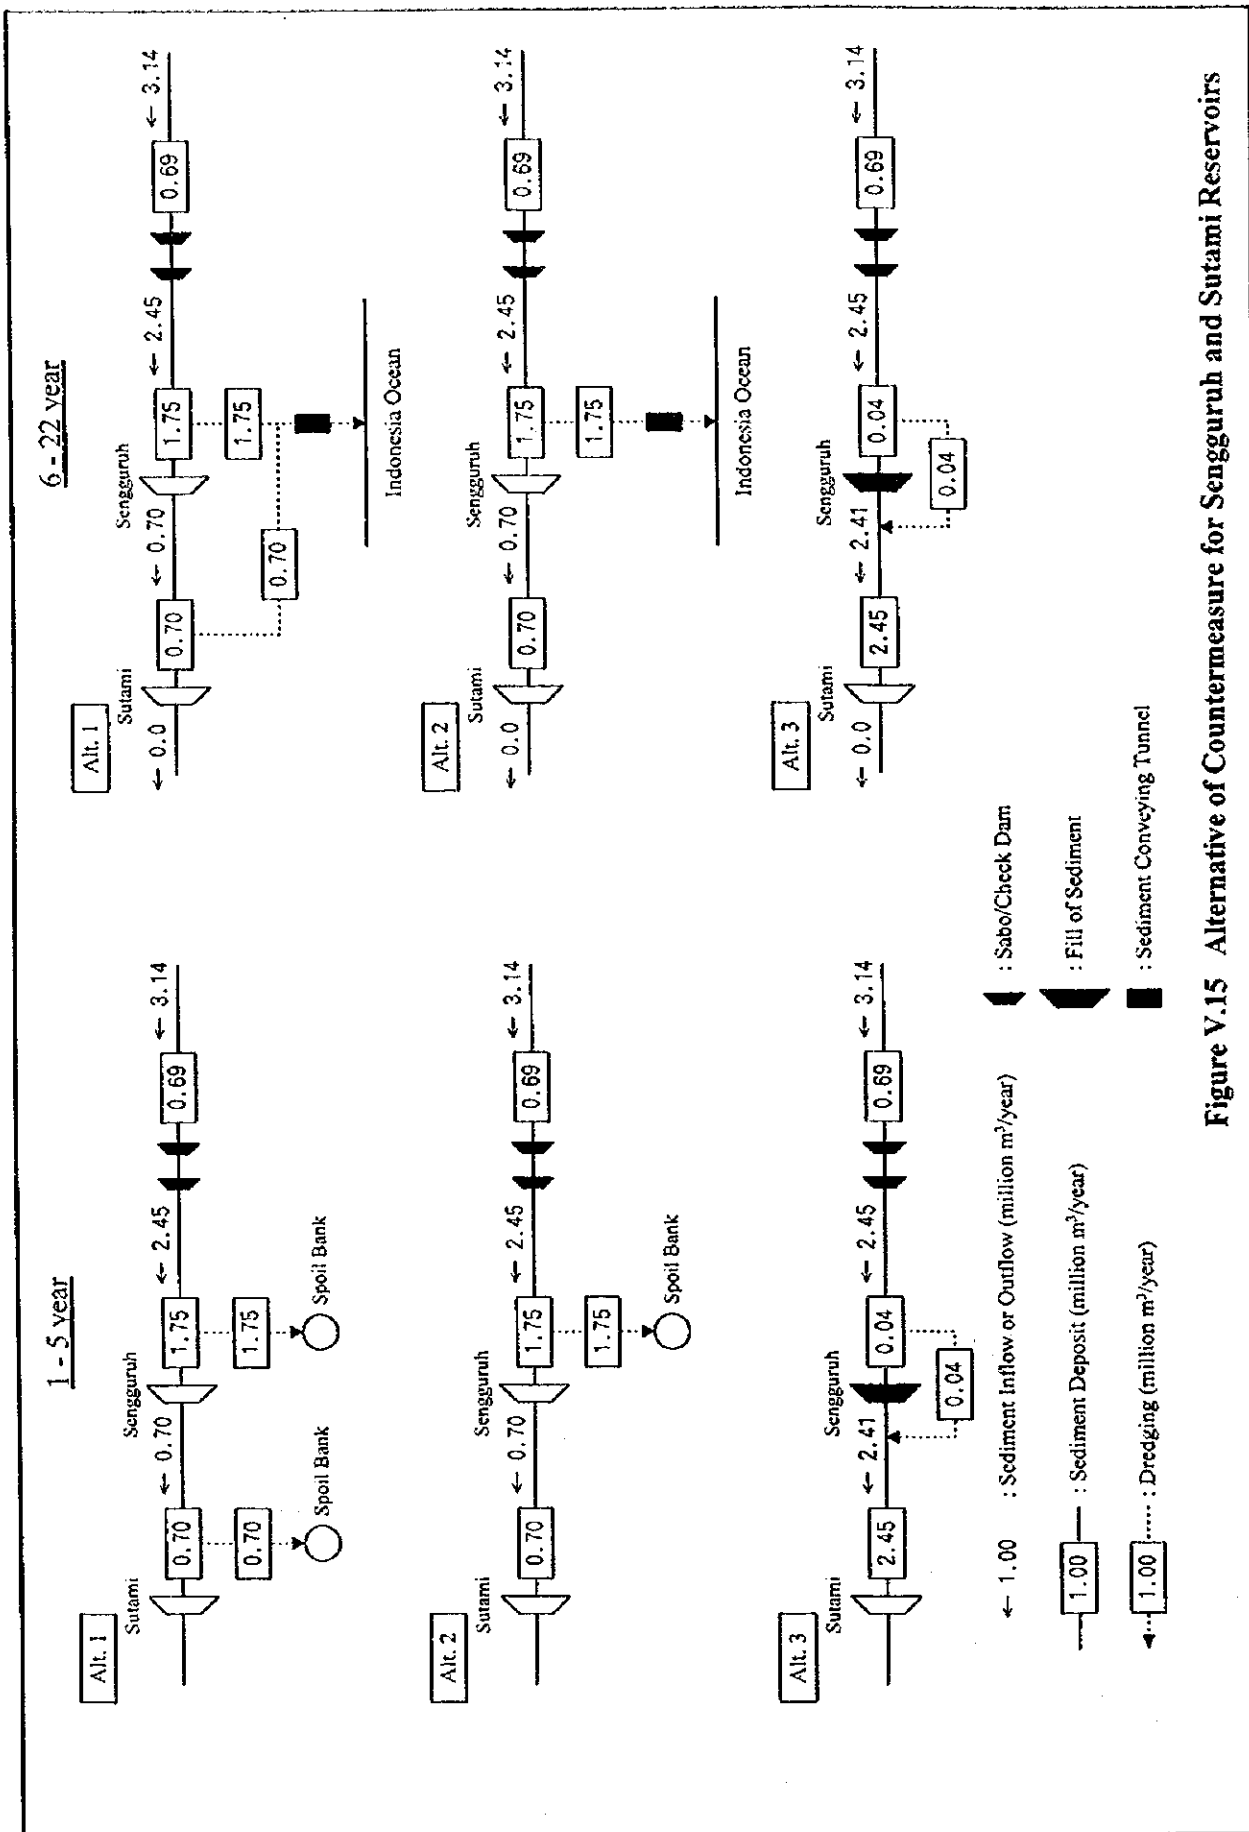 1 - 5 year
Alt. 1
Sutami
Sengguruh
0.70
← 0.70
1.75
← 2.45
0.69
← 3.14
0.70
1.75
Spoil Bank
Spoil Bank
Alt. 2
Sutami
Sengguruh
0.70
← 0.70
1.75
← 2.45
0.69
← 3.14
1.75
Spoil Bank
Alt. 3
Sutami
Sengguruh
2.45
← 2.41
0.04
← 2.45
0.69
← 3.14
0.04
6 - 22 year
Alt. 1
Sutami
Sengguruh
← 0.0
0.70
← 0.70
1.75
← 2.45
0.69
← 3.14
0.70
1.75
Indonesia Ocean
Alt. 2
Sutami
Sengguruh
← 0.0
0.70
← 0.70
1.75
← 2.45
0.69
← 3.14
1.75
Indonesia Ocean
Alt. 3
Sutami
Sengguruh
← 0.0
2.45
← 2.41
0.04
← 2.45
0.69
← 3.14
0.04
← 1.00 : Sediment Inflow or Outflow (million m³/year)
1.00 : Sediment Deposit (million m³/year)
1.00 : Dredging (million m³/year)
: Sabo/Check Dam
: Fill of Sediment
: Sediment Conveying Tunnel
Figure V.15 Alternative of Countermeasure for Sengguruh and Sutami Reservoirs